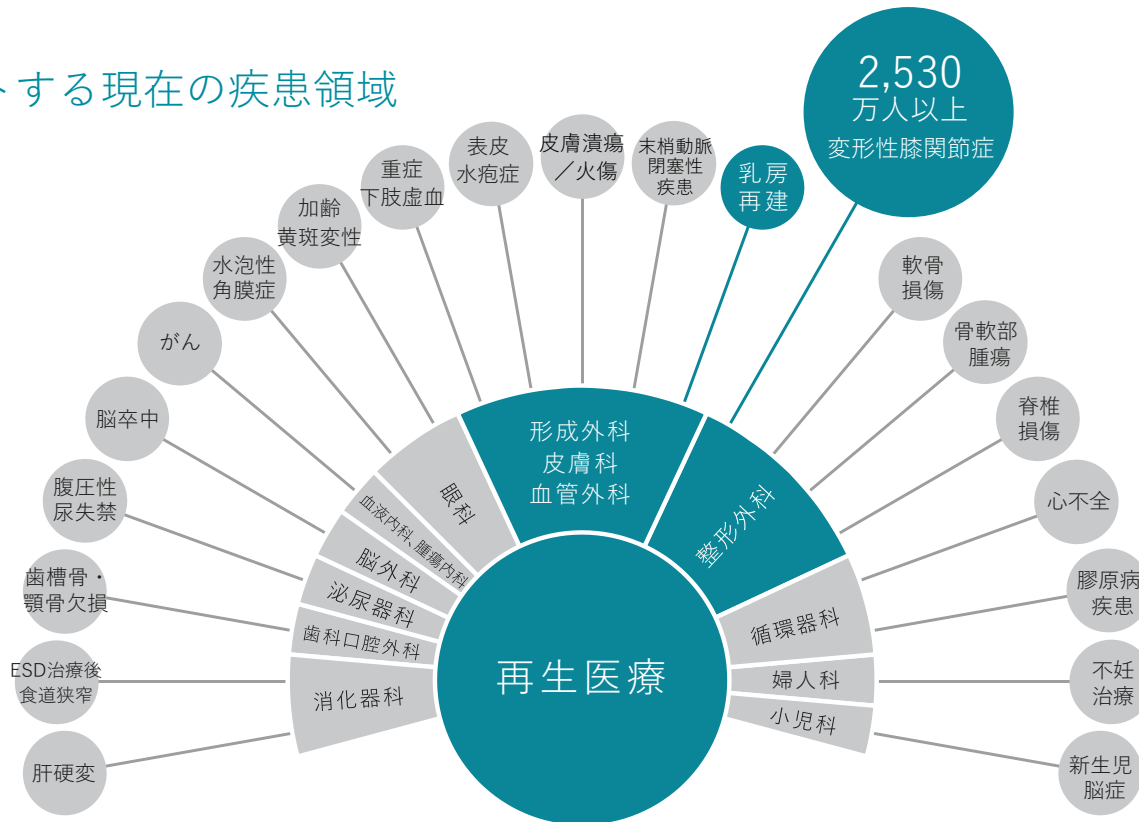 トする現在の疾患領域
2,530
万人以上
変形性膝関節症
乳房
再建
末梢動脈
閉塞性
疾患
皮膚潰瘍
／火傷
表皮
水疱症
重症
下肢虚血
加齢
黄斑変性
水泡性
角膜症
がん
脳卒中
腹圧性
尿失禁
歯槽骨・
顎骨欠損
ESD治療後
食道狭窄
肝硬変
軟骨
損傷
骨軟部
腫瘍
脊椎
損傷
心不全
膠原病
疾患
不妊
治療
新生児
脳症
形成外科
皮膚科
血管外科
整形外科
眼科
血液内科、腫瘍内科
脳外科
泌尿器科
歯科口腔外科
消化器科
循環器科
婦人科
小児科
再生医療